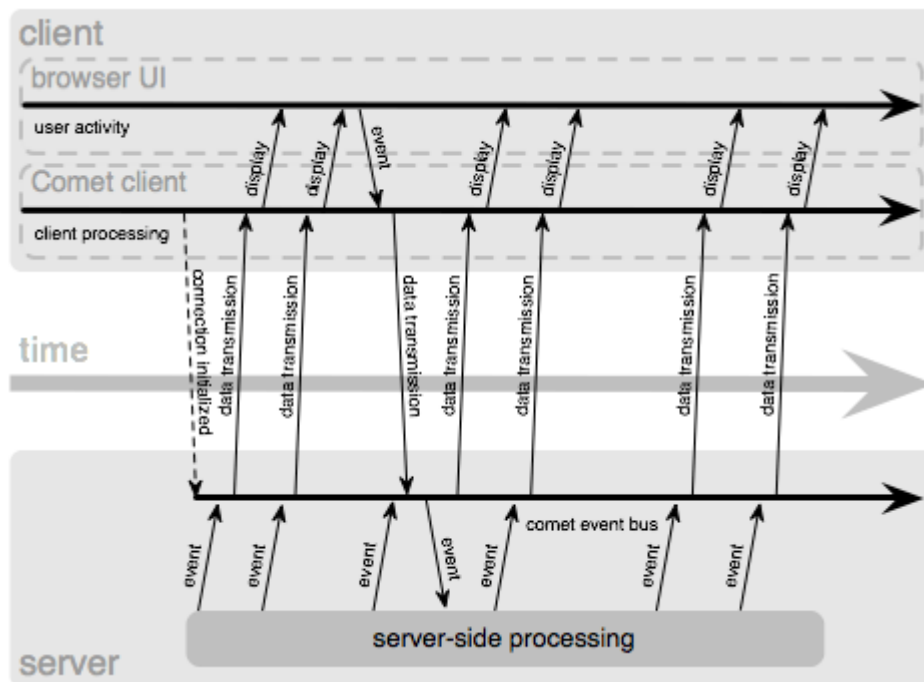 client
browser UI
user activity
display
display
event
display
display
display
display
Comet client
client processing
connection initialized
data transmission
data transmission
data transmission
data transmission
data transmission
data transmission
data transmission
time
comet event bus
event
event
event
event
event
event
event
server-side processing
server